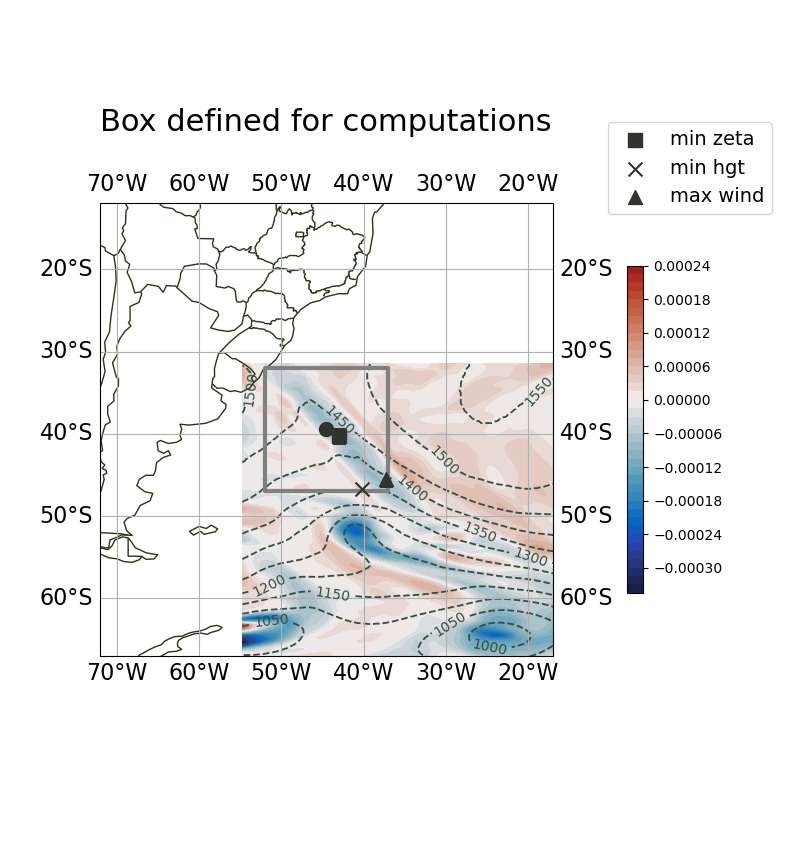 Box defined for computations
min zeta
min hgt
max wind
70°W 60°W 50°W 40°W 30°W 20°W
20°S 20°S
30°S 30°S
40°S 40°S
50°S 50°S
60°S 60°S
70°W 60°W 50°W 40°W 30°W 20°W
1500
1550
1450
1500
1400
1350
1300
1200
1150
1050
1050
1000
0.00024
0.00018
0.00012
0.00006
0.00000
−0.00006
−0.00012
−0.00018
−0.00024
−0.00030